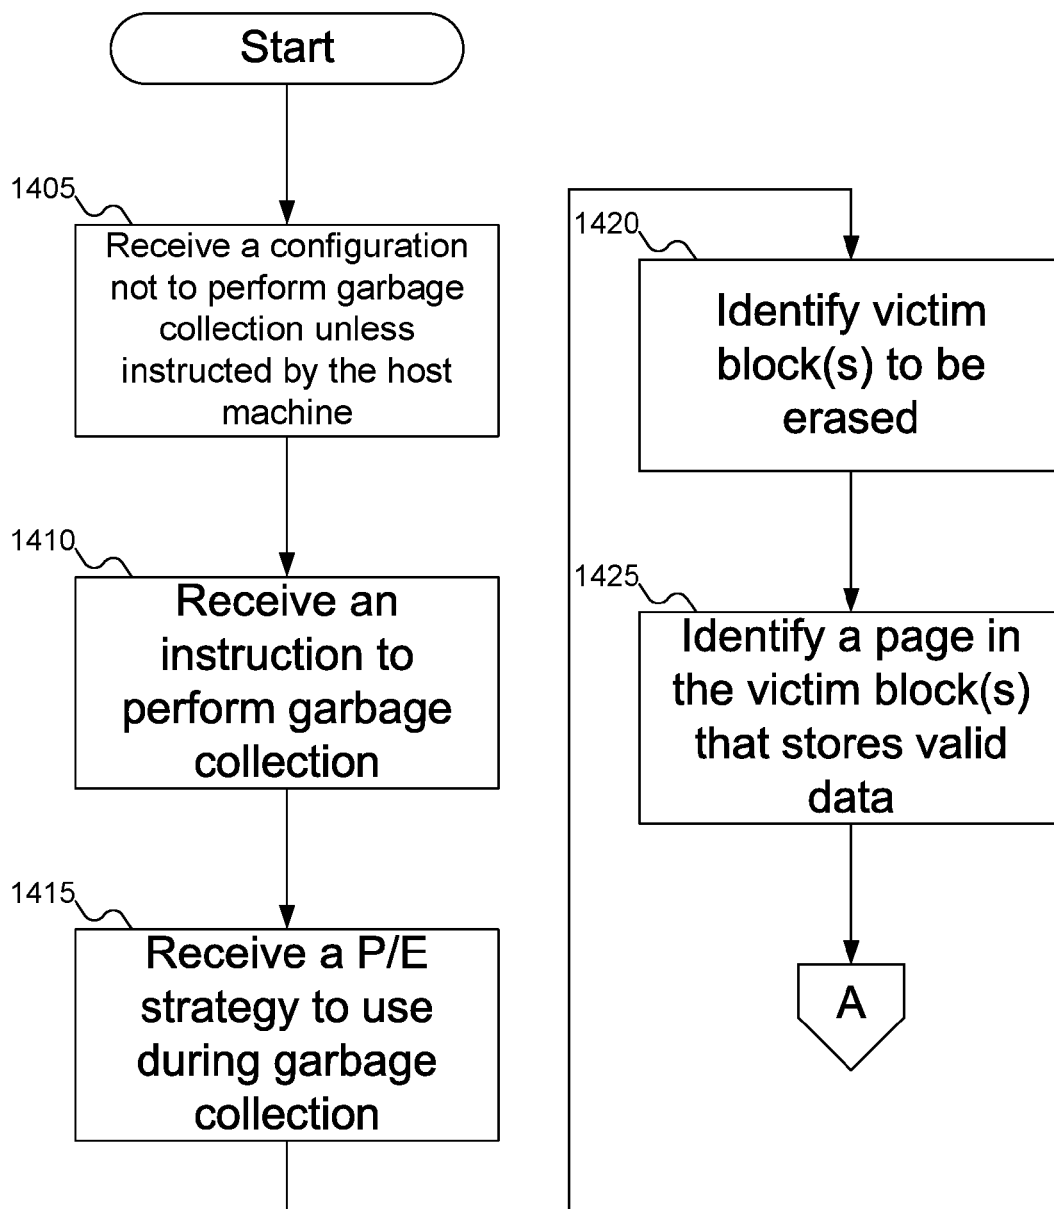 Start
1405
Receive a configuration
not to perform garbage
collection unless
instructed by the host
machine
1410
Receive an
instruction to
perform garbage
collection
1415
Receive a P/E
strategy to use
during garbage
collection
1420
Identify victim
block(s) to be
erased
1425
Identify a page in
the victim block(s)
that stores valid
data
A